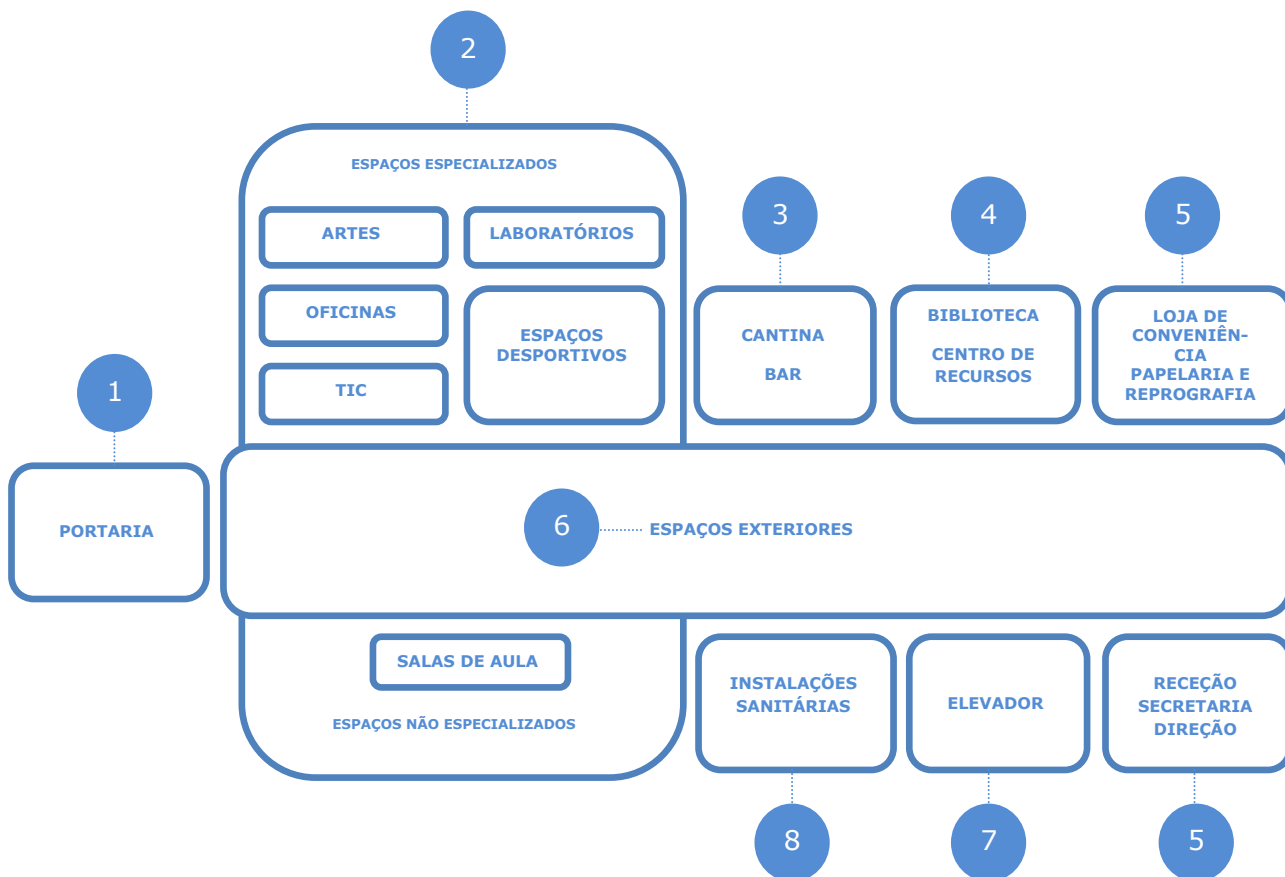 2
ESPAÇOS ESPECIALIZADOS
ARTES
LABORATÓRIOS
OFICINAS
ESPAÇOS
DESPORTIVOS
TIC
3
CANTINA
BAR
4
BIBLIOTECA
CENTRO DE
RECURSOS
5
LOJA DE
CONVENIÊN-
CIA
PAPELARIA E
REPROGRAFIA
1
PORTARIA
6
ESPAÇOS EXTERIORES
SALAS DE AULA
ESPAÇOS NÃO ESPECIALIZADOS
INSTALAÇÕES
SANITÁRIAS
8
ELEVADOR
7
RECEÇÃO
SECRETARIA
DIREÇÃO
5